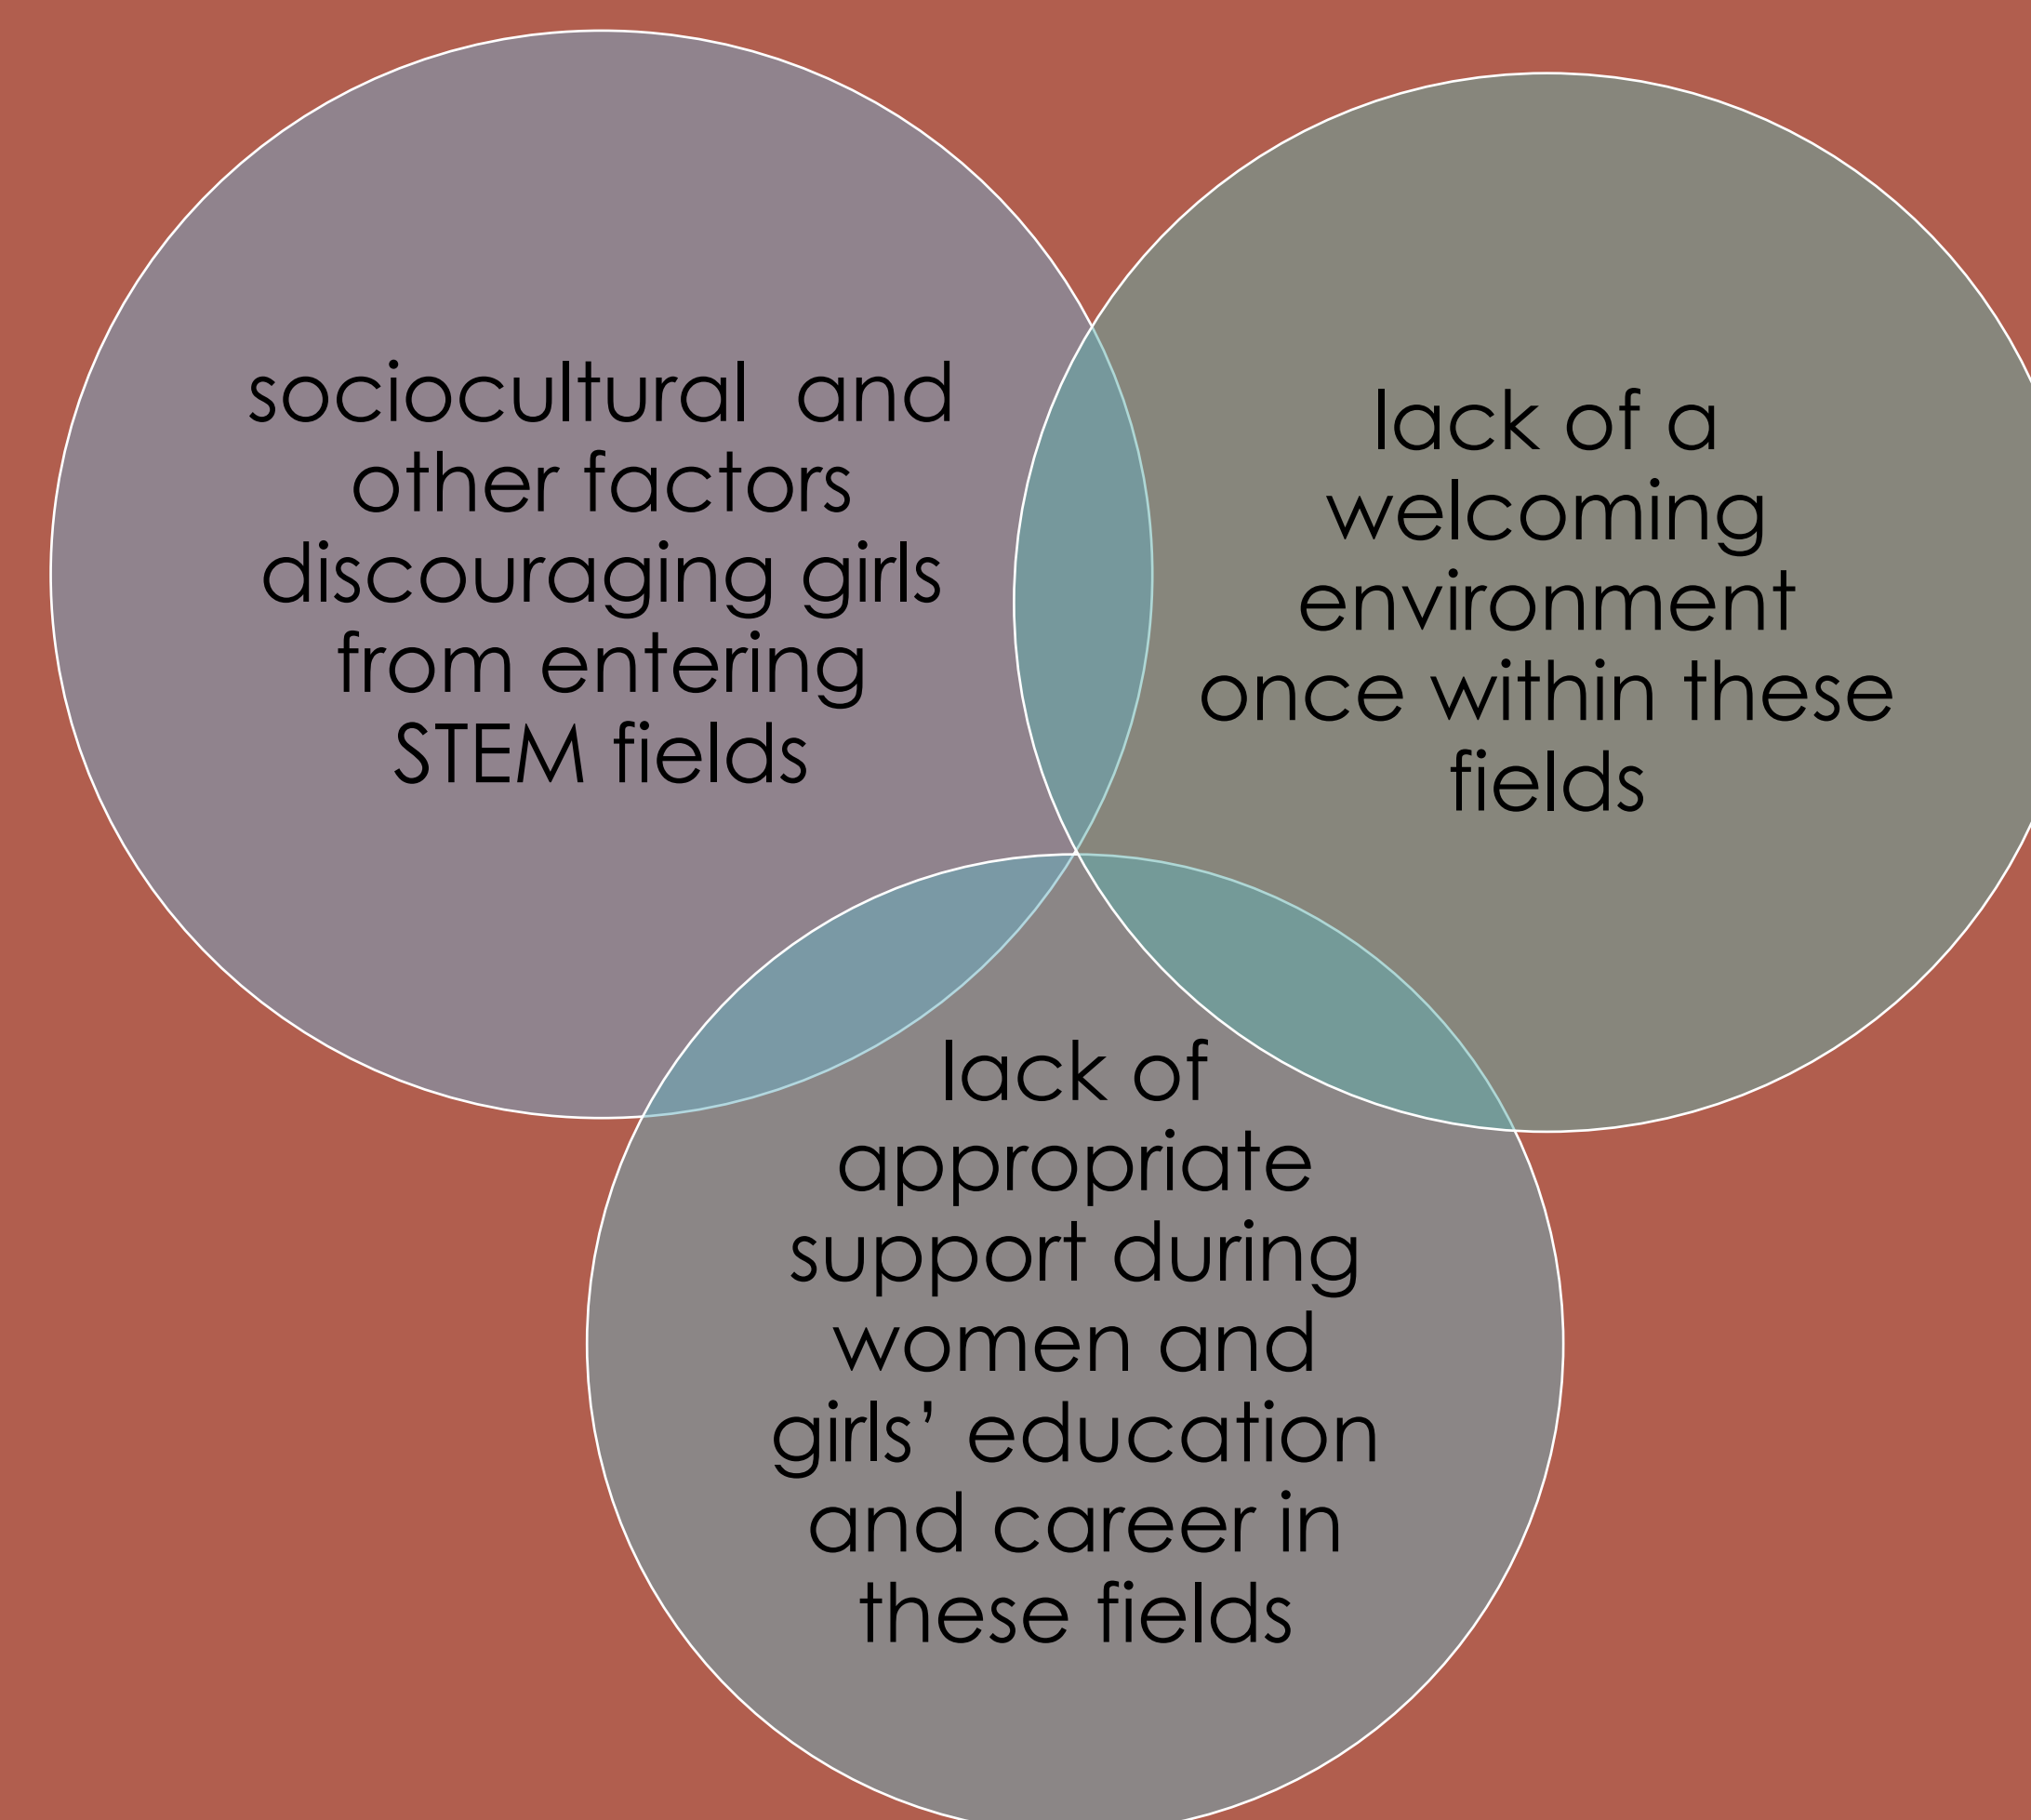 sociocultural and
other factors
discouraging girls
from entering
STEM fields
lack of a
welcoming
environment
once within these
fields
lack of
appropriate
support during
women and
girls’ education
and career in
these fields